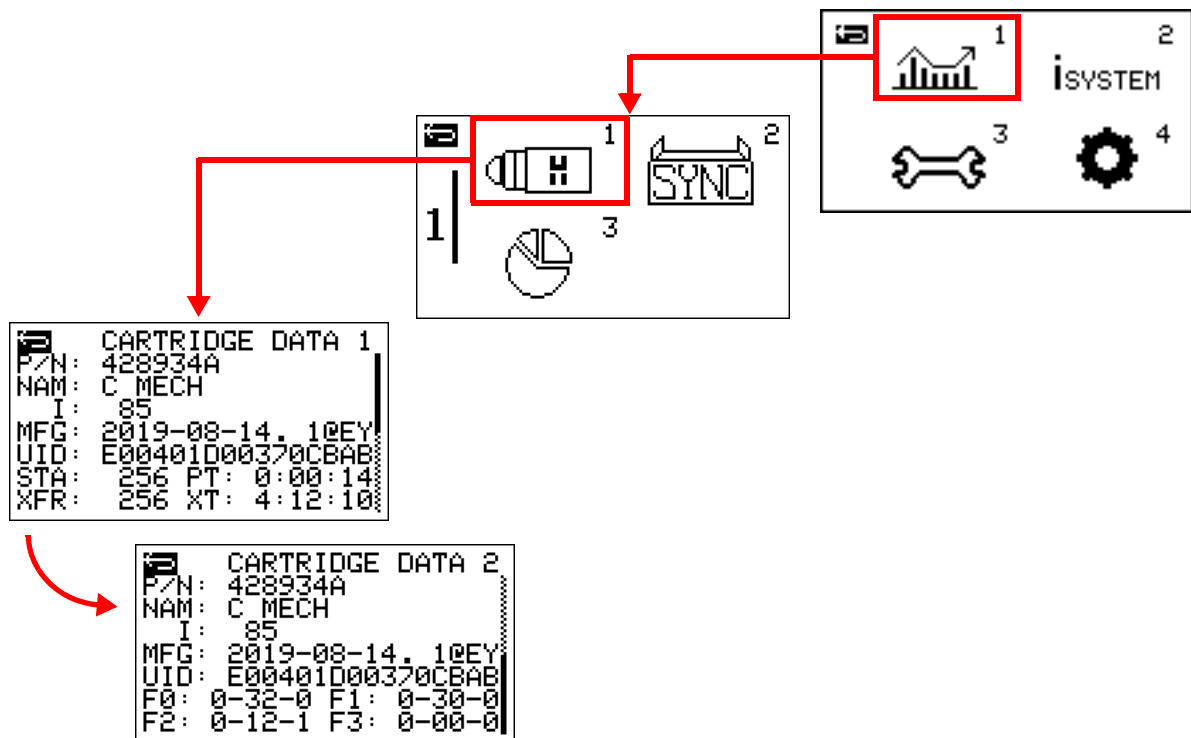 1
2
iSYSTEM
3
4
1
2
SYNC
1
3
CARTRIDGE DATA 1
P/N: 428934A
NAM: C MECH
I: 85
MFG: 2019-08-14. 1@EY
UID: E00401D00370CBAB
STA: 256 PT: 0:00:14
XFR: 256 XT: 4:12:10
CARTRIDGE DATA 2
P/N: 428934A
NAM: C MECH
I: 85
MFG: 2019-08-14. 1@EY
UID: E00401D00370CBAB
F0: 0-32-0 F1: 0-30-0
F2: 0-12-1 F3: 0-00-0